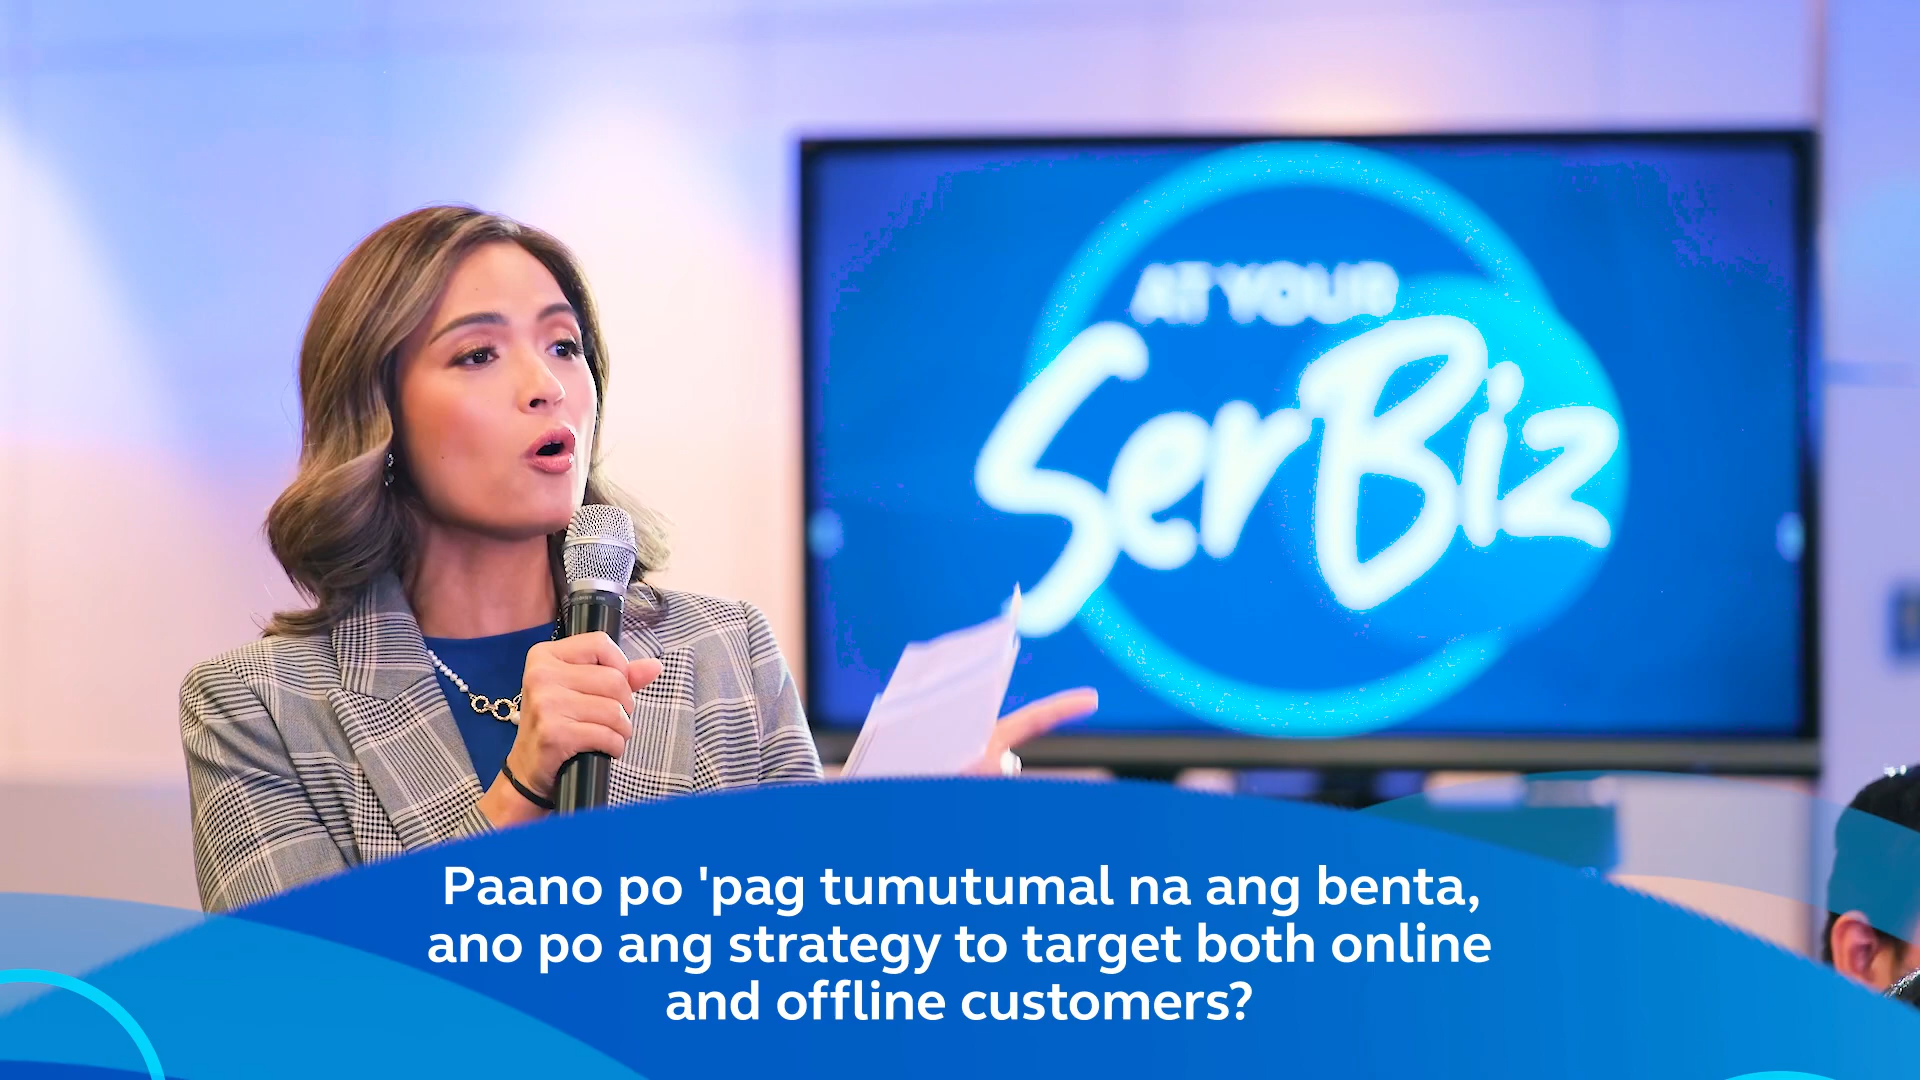 AT YOUR
SerBiz
Paano po 'pag tumutumal na ang benta,
ano po ang strategy to target both online
and offline customers?